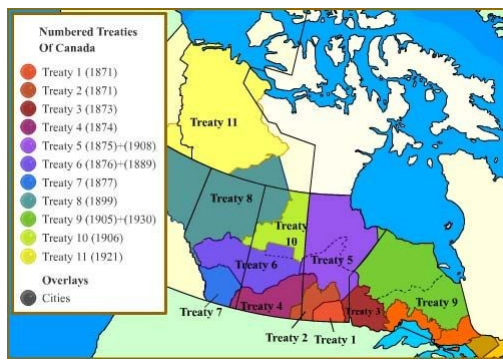 Numbered Treaties
Of Canada
Treaty 1 (1871)
Treaty 2 (1871)
Treaty 3 (1873)
Treaty 4 (1874)
Treaty 5 (1875)+(1908)
Treaty 6 (1876)+(1889)
Treaty 7 (1877)
Treaty 8 (1899)
Treaty 9 (1905)+(1930)
Treaty 10 (1906)
Treaty 11 (1921)
Overlays
Cities
Treaty 11
Treaty 8
Treaty
10
Treaty 6
Treaty 5
Treaty 4
Treaty 3
Treaty 9
Treaty 7
Treaty 2
Treaty 1